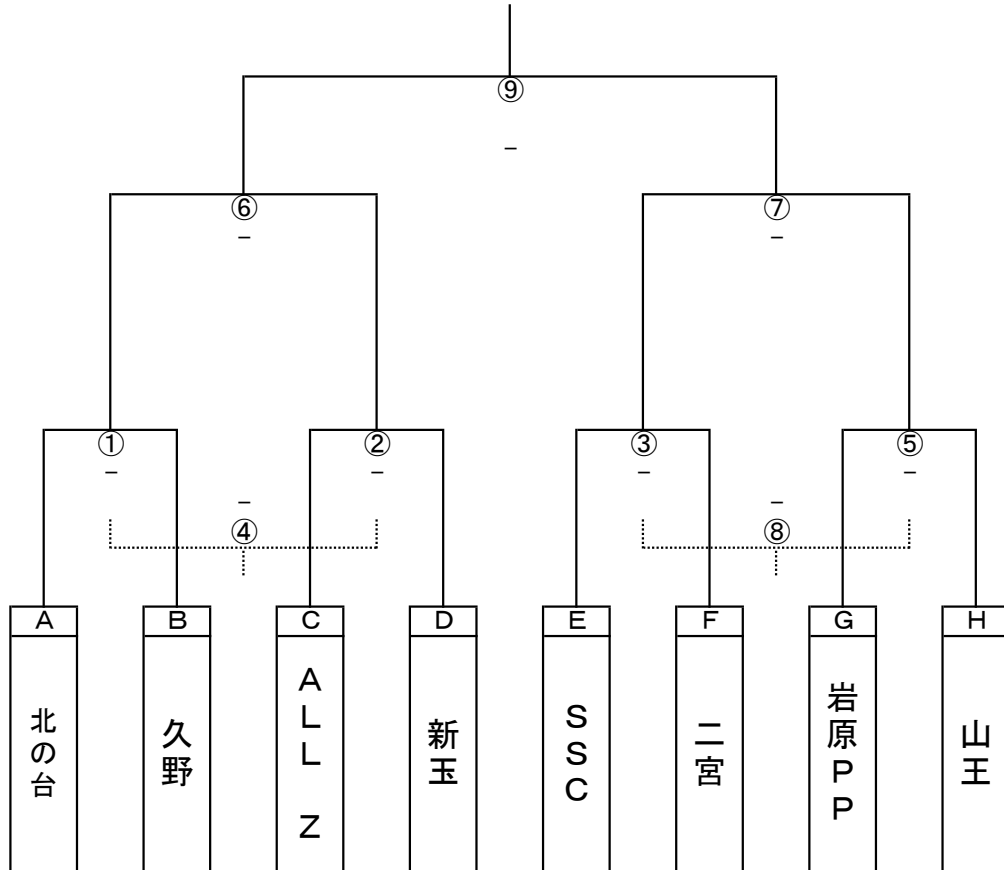 ⑨
–
⑥ ⑦
– –
① ② ③ ⑤
– – – –
– –
④ ⑧
A B C D E F G H
北の台
久野
ALL Z
新玉
SSC
二宮
岩原PP
山王